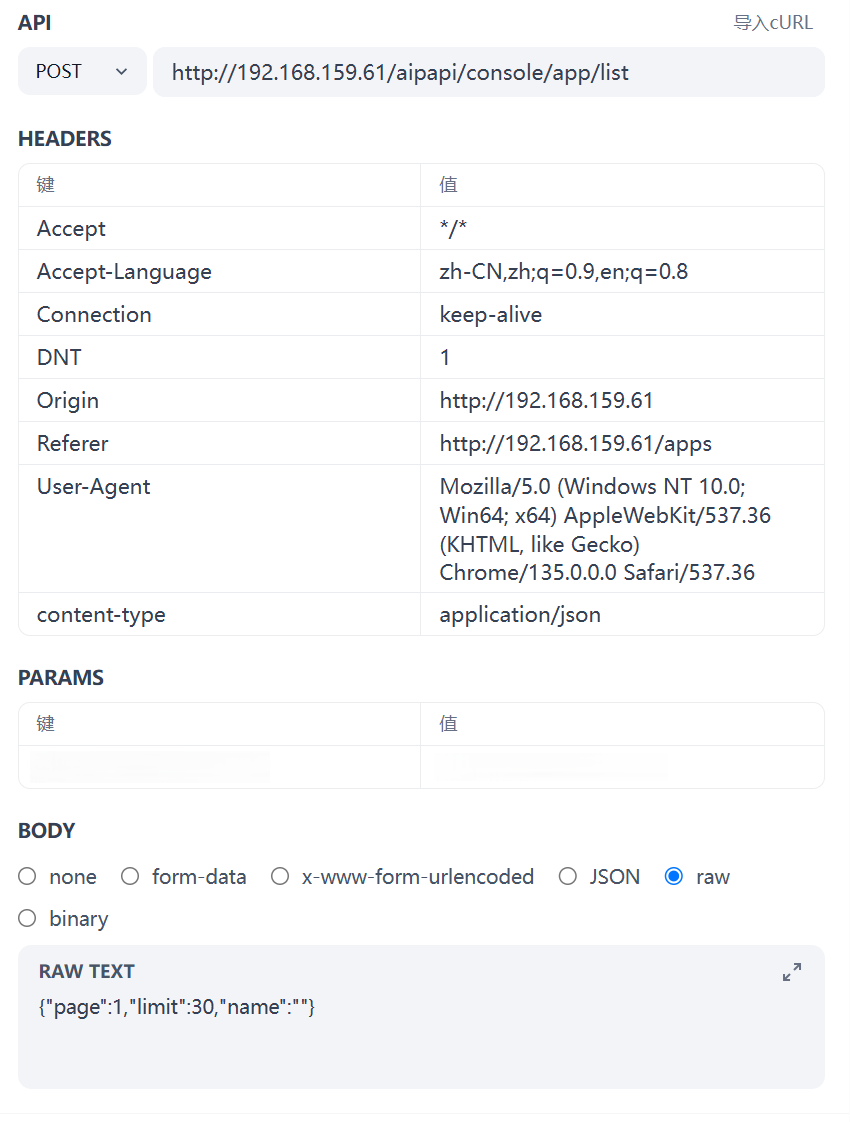 API
导入cURL
POST
http://192.168.159.61/aipapi/console/app/list
HEADERS
键 值
Accept */*
Accept-Language zh-CN,zh;q=0.9,en;q=0.8
Connection keep-alive
DNT 1
Origin http://192.168.159.61
Referer http://192.168.159.61/apps
User-Agent Mozilla/5.0 (Windows NT 10.0;
Win64; x64) AppleWebKit/537.36
(KHTML, like Gecko)
Chrome/135.0.0.0 Safari/537.36
content-type application/json
PARAMS
键 值
BODY
none form-data x-www-form-urlencoded JSON raw
binary
RAW TEXT
{"page":1,"limit":30,"name":""}